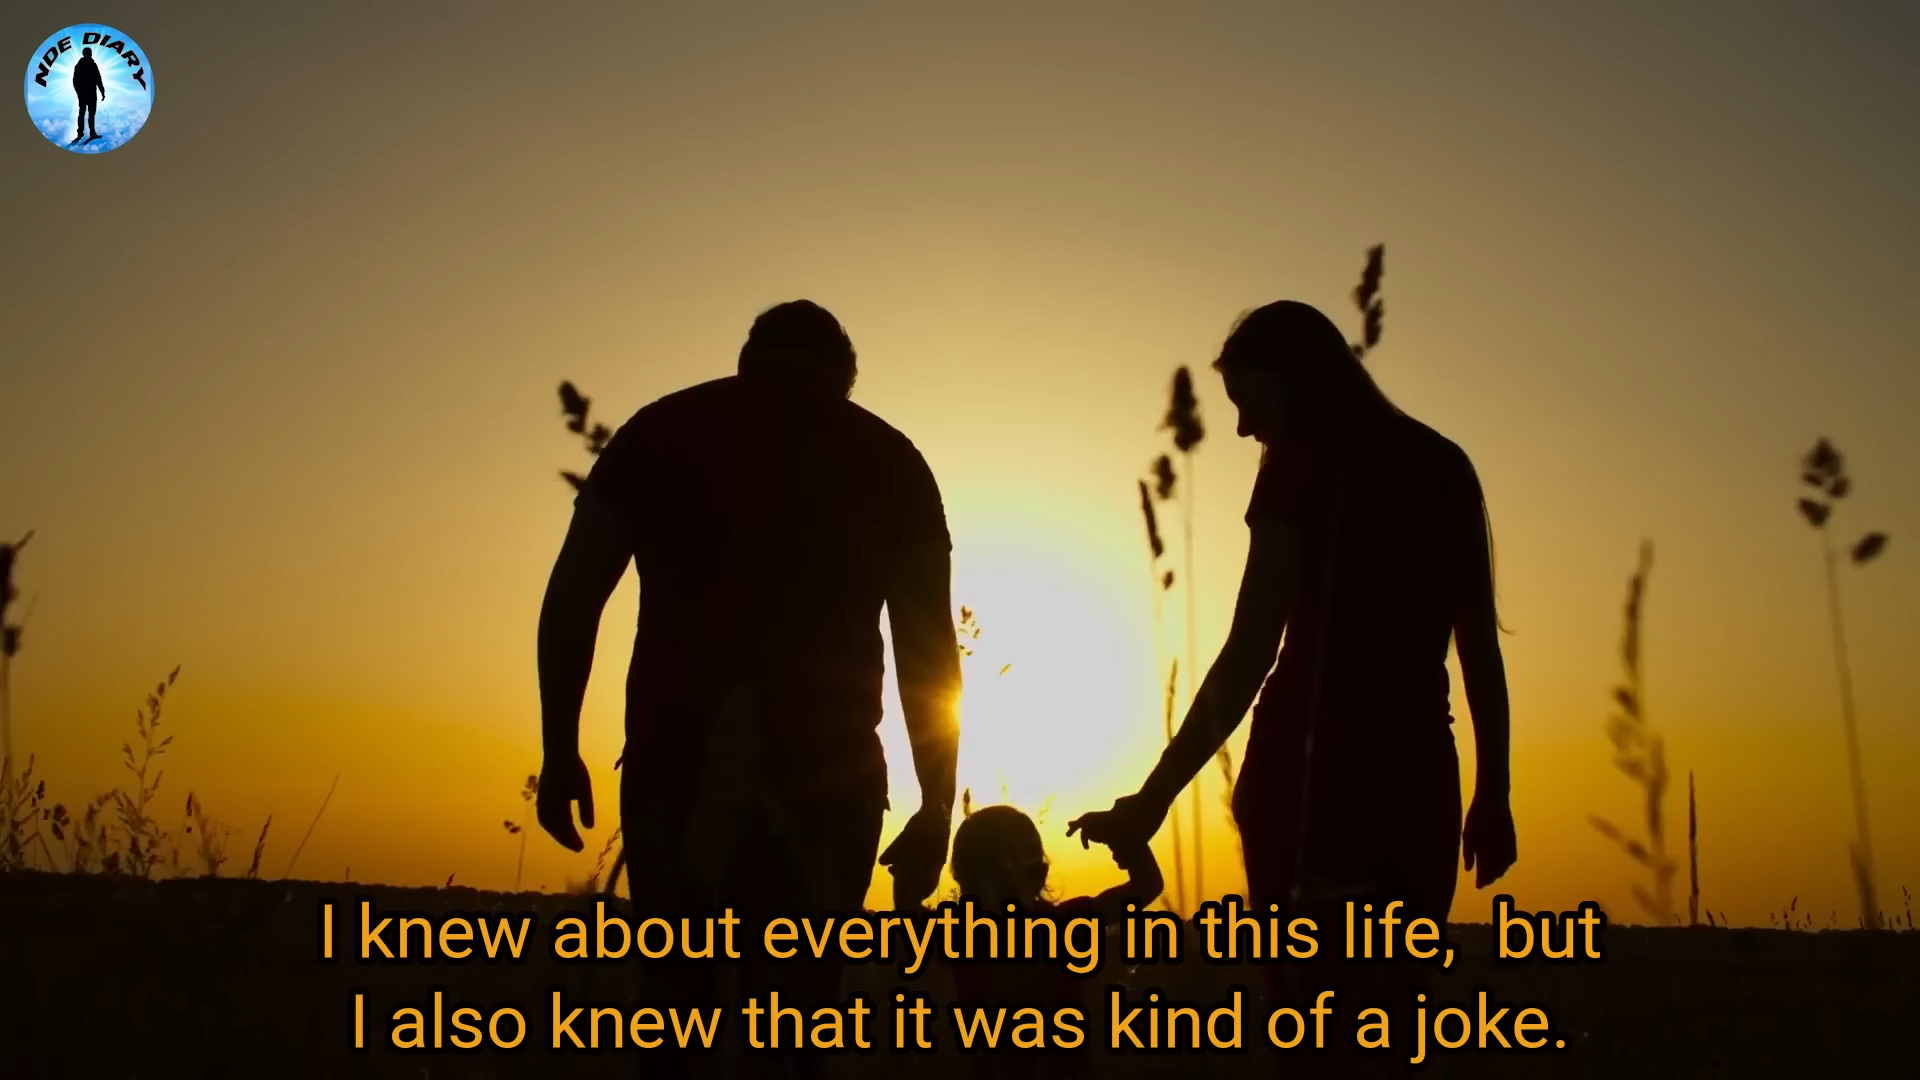 NDE DIARY
I knew about everything in this life,  but
I also knew that it was kind of a joke.